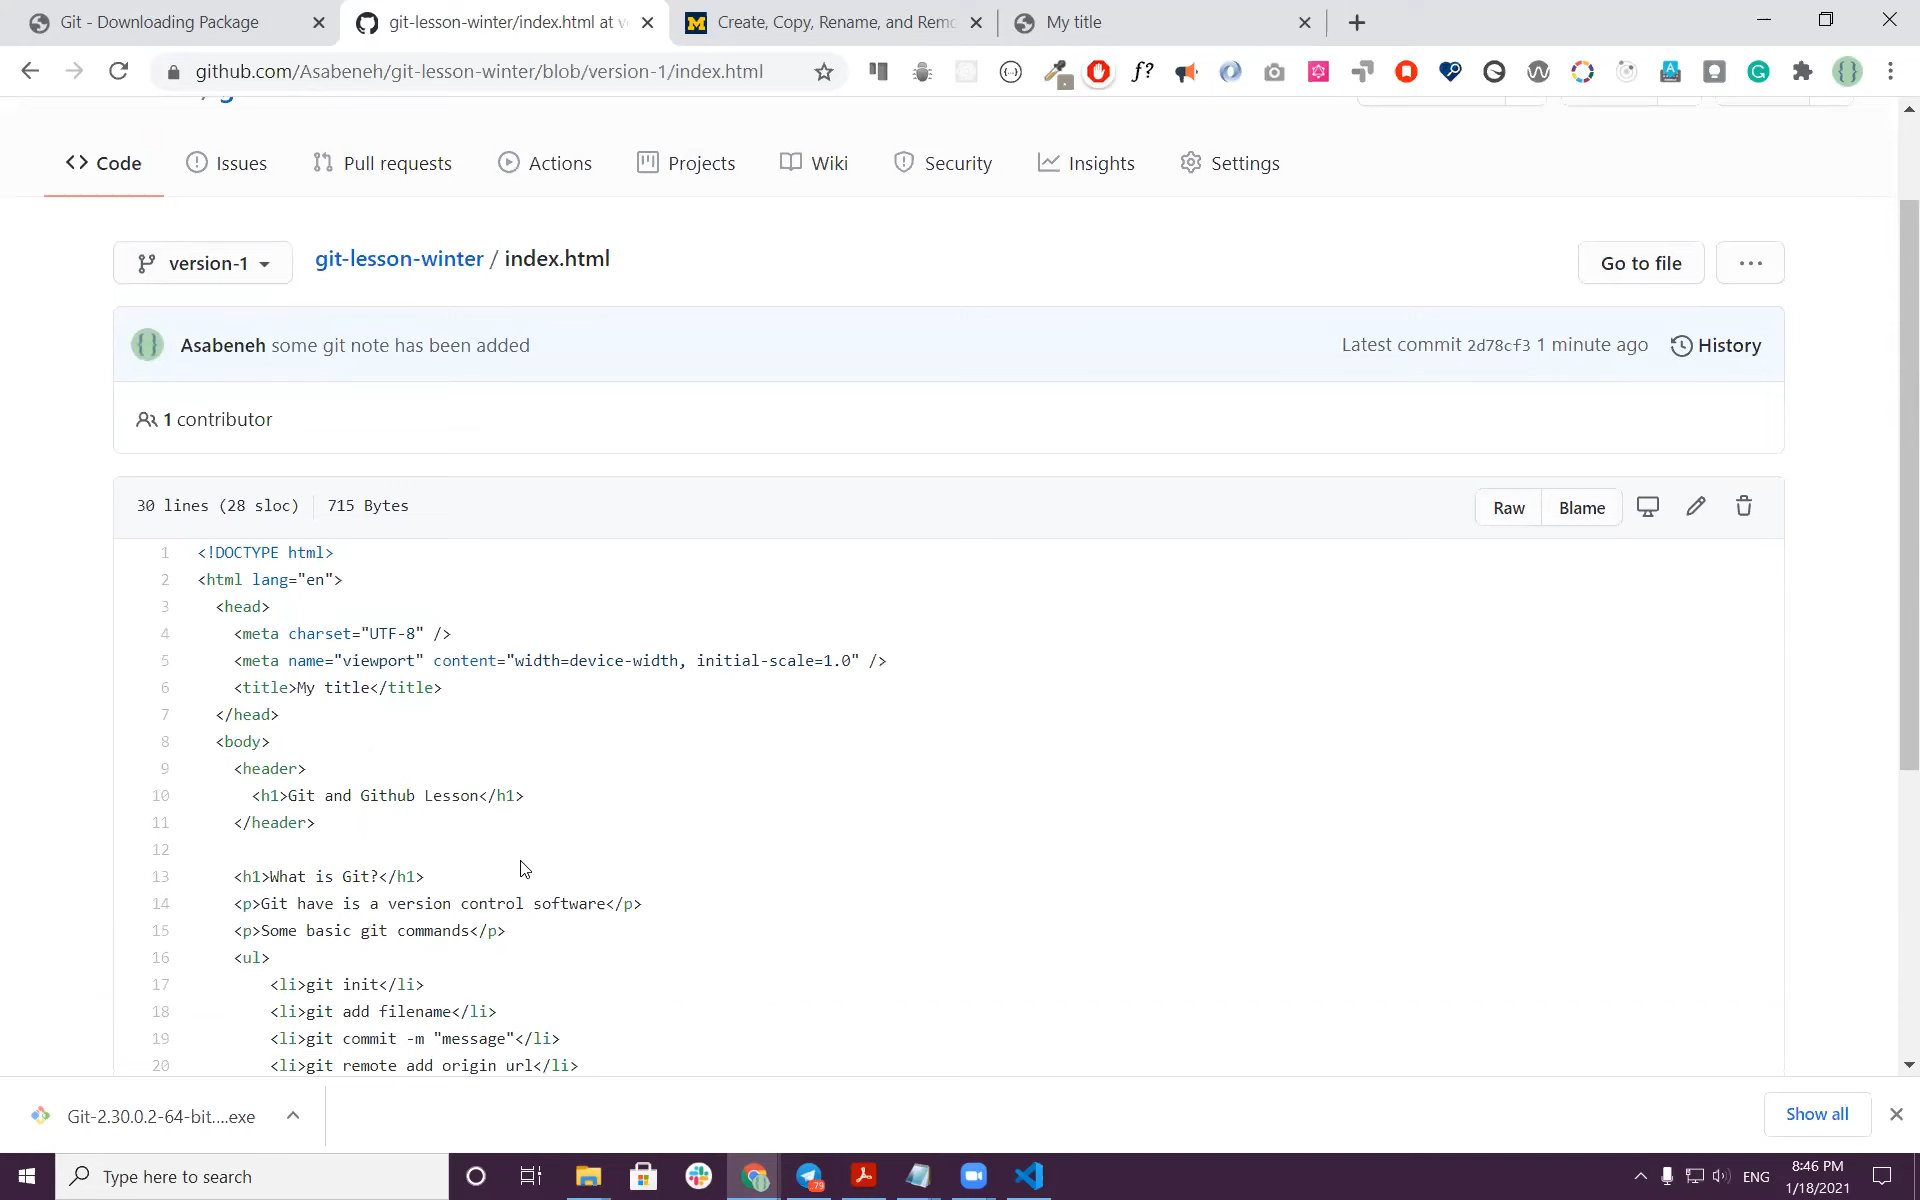 Git - Downloading Package
git-lesson-winter/index.html at v
Create, Copy, Rename, and Remo
My title
github.com/Asabeneh/git-lesson-winter/blob/version-1/index.html
f?
Code Issues Pull requests Actions Projects Wiki Security Insights Settings
version-1
git-lesson-winter / index.html
Go to file
Asabeneh some git note has been added
Latest commit 2d78cf3 1 minute ago
History
1 contributor
30 lines (28 sloc) 715 Bytes
Raw Blame
1 <!DOCTYPE html>
2 <html lang="en">
3 <head>
4 <meta charset="UTF-8" />
5 <meta name="viewport" content="width=device-width, initial-scale=1.0" />
6 <title>My title</title>
7 </head>
8 <body>
9 <header>
10 <h1>Git and Github Lesson</h1>
11 </header>
12
13 <h1>What is Git?</h1>
14 <p>Git have is a version control software</p>
15 <p>Some basic git commands</p>
16 <ul>
17 <li>git init</li>
18 <li>git add filename</li>
19 <li>git commit -m "message"</li>
20 <li>git remote add origin url</li>
Git-2.30.0.2-64-bit....exe
Show all
Type here to search
ENG
8:46 PM
1/18/2021